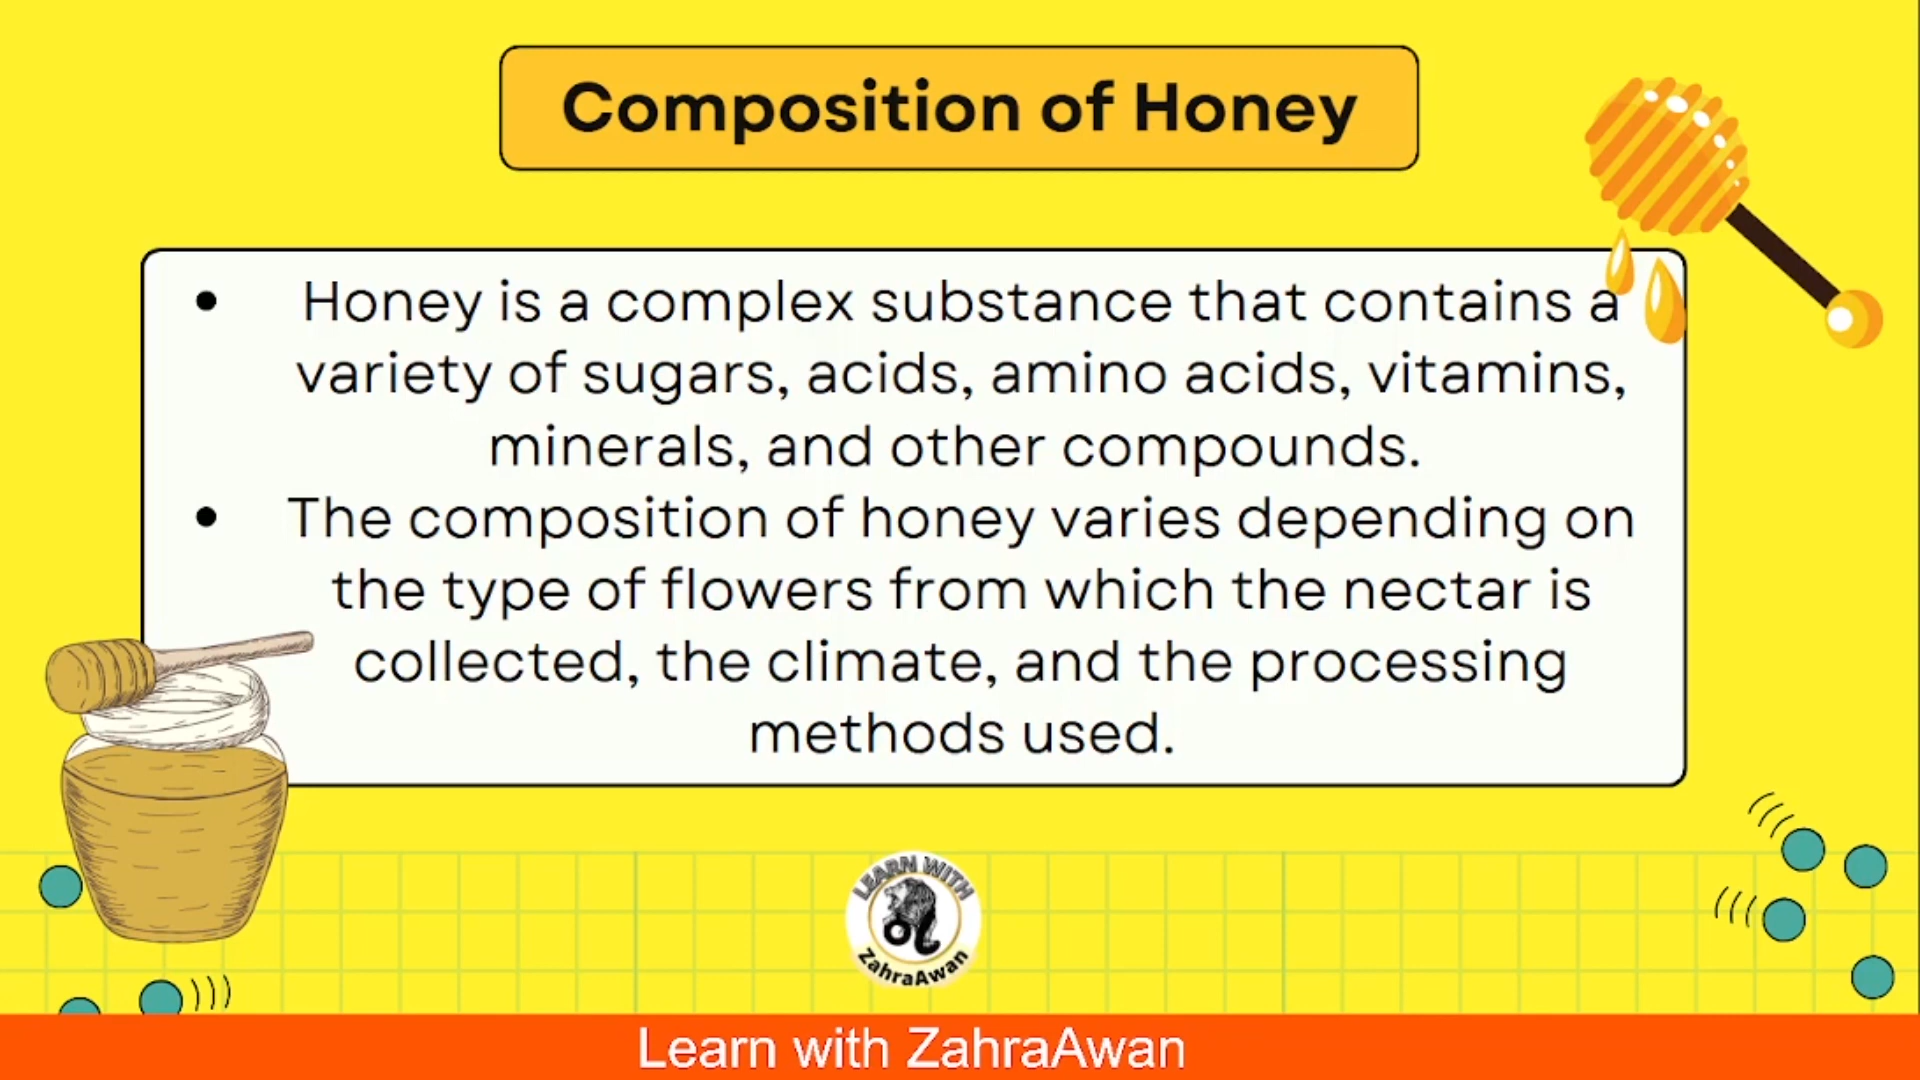 Composition of Honey
• Honey is a complex substance that contains a
variety of sugars, acids, amino acids, vitamins,
minerals, and other compounds.
• The composition of honey varies depending on
the type of flowers from which the nectar is
collected, the climate, and the processing
methods used.
LEARN WITH
ZahraAwan
Learn with ZahraAwan